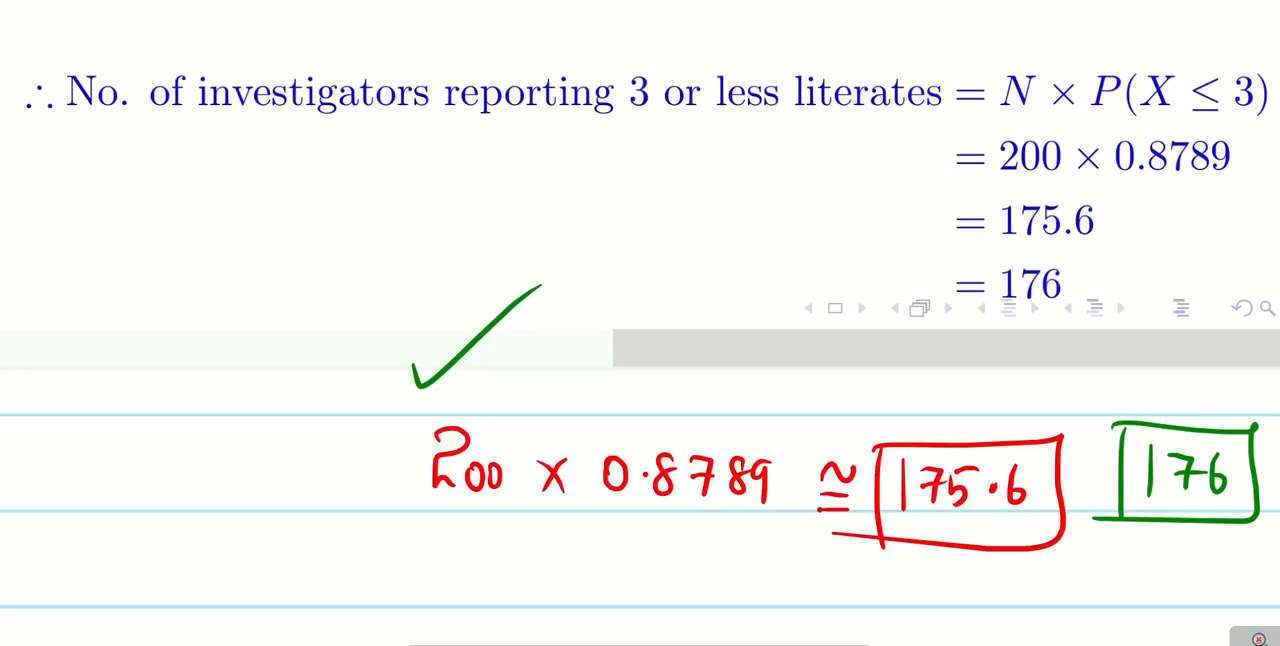 ∴ No. of investigators reporting 3 or less literates = N × P(X ≤ 3)
= 200 × 0.8789
= 175.6
= 176
200 × 0.8789 ≅ 175.6 176